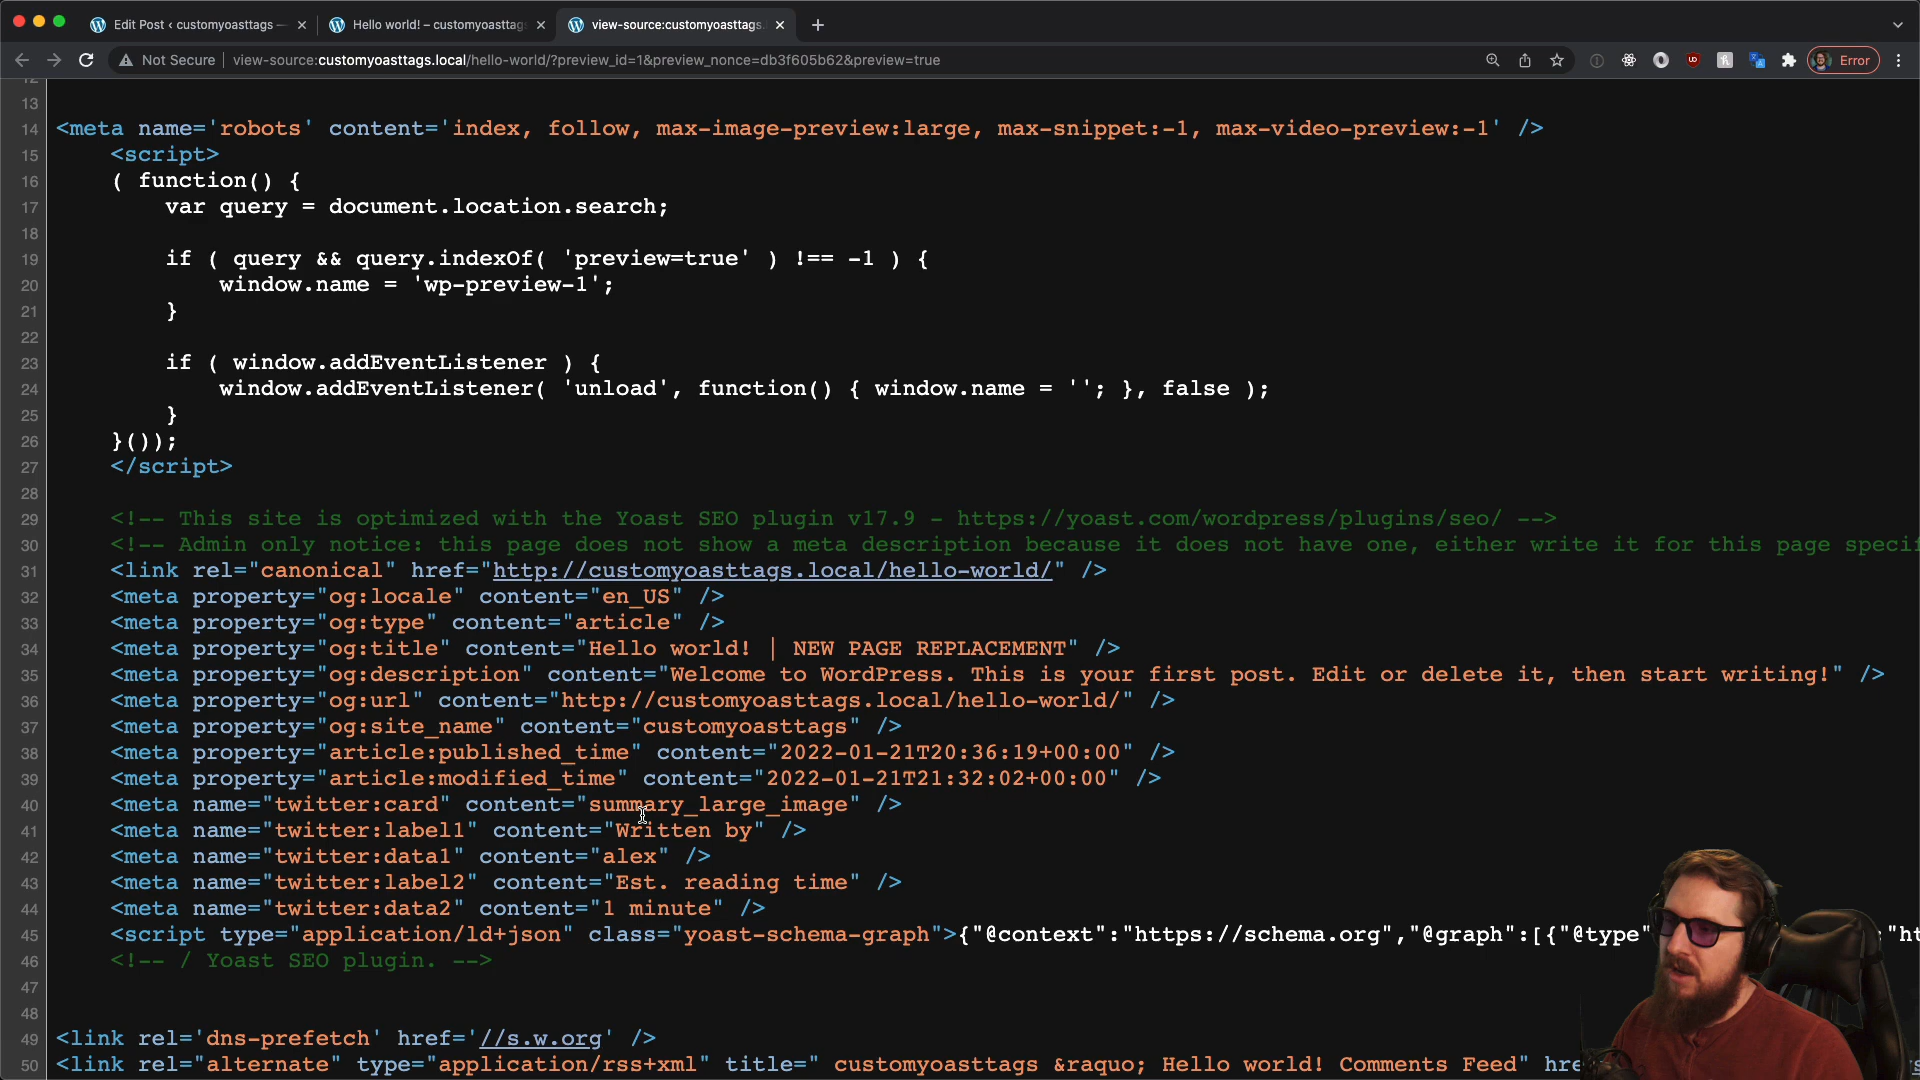 Edit Post ‹ customyoasttags —
Hello world! – customyoasttags
view-source:customyoasttags.
Not Secure
view-source:customyoasttags.local/hello-world/?preview_id=1&preview_nonce=db3f605b62&preview=true
Error
12
13
14 <meta name='robots' content='index, follow, max-image-preview:large, max-snippet:-1, max-video-preview:-1' />
15 <script>
16 ( function() {
17 var query = document.location.search;
18
19 if ( query && query.indexOf( 'preview=true' ) !== -1 ) {
20 window.name = 'wp-preview-1';
21 }
22
23 if ( window.addEventListener ) {
24 window.addEventListener( 'unload', function() { window.name = ''; }, false );
25 }
26 }());
27 </script>
28
29 <!-- This site is optimized with the Yoast SEO plugin v17.9 - https://yoast.com/wordpress/plugins/seo/ -->
30 <!-- Admin only notice: this page does not show a meta description because it does not have one, either write it for this page specif
31 <link rel="canonical" href="http://customyoasttags.local/hello-world/" />
32 <meta property="og:locale" content="en_US" />
33 <meta property="og:type" content="article" />
34 <meta property="og:title" content="Hello world! | NEW PAGE REPLACEMENT" />
35 <meta property="og:description" content="Welcome to WordPress. This is your first post. Edit or delete it, then start writing!" />
36 <meta property="og:url" content="http://customyoasttags.local/hello-world/" />
37 <meta property="og:site_name" content="customyoasttags" />
38 <meta property="article:published_time" content="2022-01-21T20:36:19+00:00" />
39 <meta property="article:modified_time" content="2022-01-21T21:32:02+00:00" />
40 <meta name="twitter:card" content="summary_large_image" />
41 <meta name="twitter:label1" content="Written by" />
42 <meta name="twitter:data1" content="alex" />
43 <meta name="twitter:label2" content="Est. reading time" />
44 <meta name="twitter:data2" content="1 minute" />
45 <script type="application/ld+json" class="yoast-schema-graph">{"@context":"https://schema.org","@graph":[{"@type" "ht
46 <!-- / Yoast SEO plugin. -->
47
48
49 <link rel='dns-prefetch' href='//s.w.org' />
50 <link rel="alternate" type="application/rss+xml" title=" customyoasttags &raquo; Hello world! Comments Feed" hre